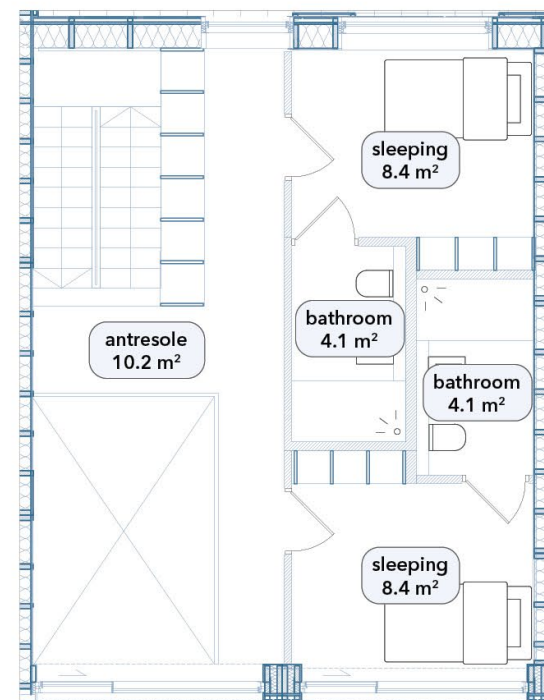 sleeping
8.4 m²
bathroom
4.1 m²
antresole
10.2 m²
bathroom
4.1 m²
sleeping
8.4 m²